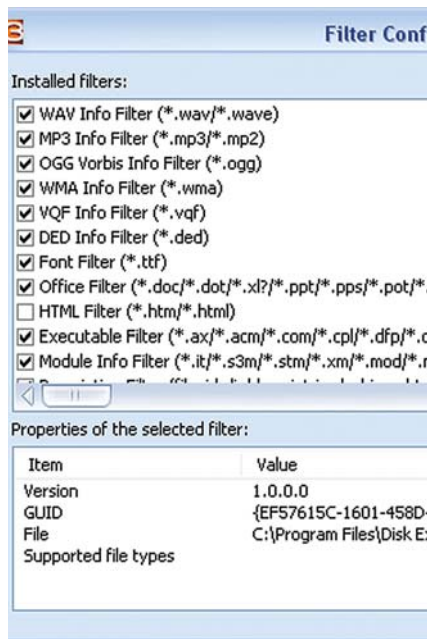 Filter Conf
Installed filters:
WAV Info Filter (*.wav/*.wave)
MP3 Info Filter (*.mp3/*.mp2)
OGG Vorbis Info Filter (*.ogg)
WMA Info Filter (*.wma)
VQF Info Filter (*.vqf)
DED Info Filter (*.ded)
Font Filter (*.ttf)
Office Filter (*.doc/*.dot/*.xl?/*.ppt/*.pps/*.pot/*.
HTML Filter (*.htm/*.html)
Executable Filter (*.ax/*.acm/*.com/*.cpl/*.dfp/*.
Module Info Filter (*.it/*.s3m/*.stm/*.xm/*.mod/*.
Properties of the selected filter:
Item Value
Version 1.0.0.0
GUID {EF57615C-1601-458D-
File C:\Program Files\Disk Ex
Supported file types